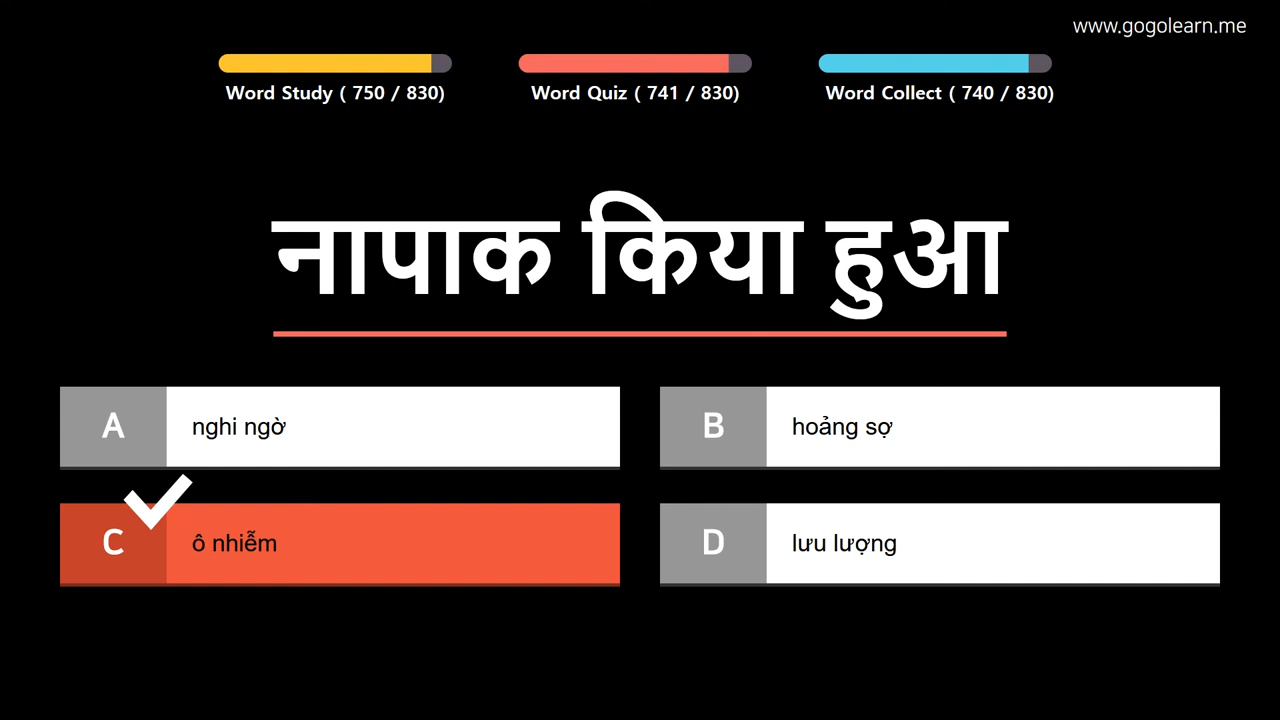 www.gogolearn.me
Word Study ( 750 / 830)
Word Quiz ( 741 / 830)
Word Collect ( 740 / 830)
नापाक किया हुआ
A nghi ngờ
B hoảng sợ
C ô nhiễm
D lưu lượng